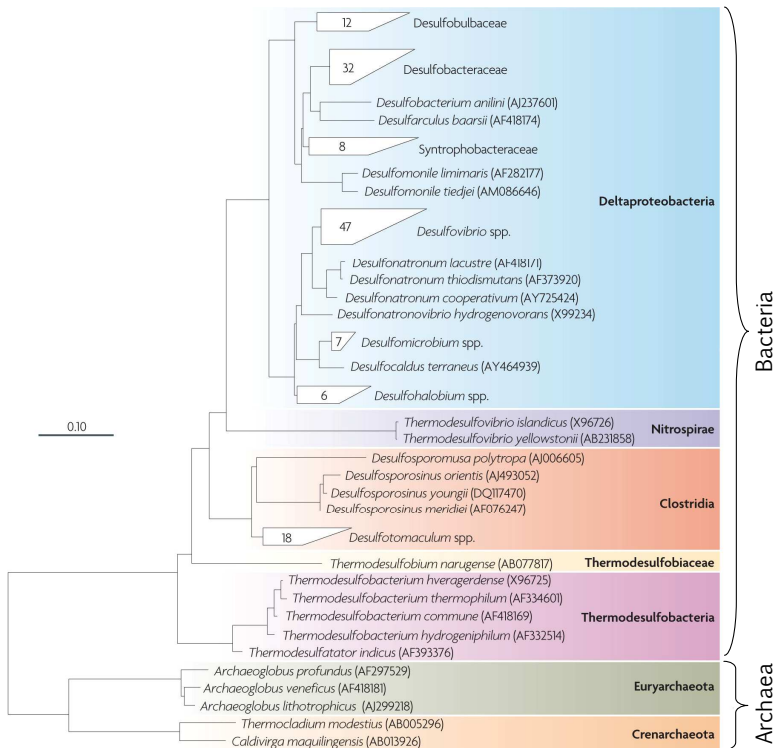 12 Desulfobulbaceae
32 Desulfobacteraceae
Desulfobacterium anilini (AJ237601)
Desulfarculus baarsii (AF418174)
8 Syntrophobacteraceae
Desulfomonile limimaris (AF282177)
Desulfomonile tiedjei (AM086646)
Deltaproteobacteria
47 Desulfovibrio spp.
Desulfonatronum lacustre (AF418171)
Desulfonatronum thiodismutans (AF373920)
Desulfonatronum cooperativum (AY725424)
Desulfonatronovibrio hydrogenovorans (X99234)
7 Desulfomicrobium spp.
Desulfocaldus terraneus (AY464939)
6 Desulfohalobium spp.
Bacteria
0.10
Thermodesulfovibrio islandicus (X96726)
Nitrospirae
Thermodesulfovibrio yellowstonii (AB231858)
Desulfosporomusa polytropa (AJ006605)
Desulfosporosinus orientis (AJ493052)
Desulfosporosinus youngii (DQ117470)
Clostridia
Desulfosporosinus meridiei (AF076247)
18 Desulfotomaculum spp.
Thermodesulfobium narugense (AB077817) Thermodesulfobiaceae
Thermodesulfobacterium hveragerdense (X96725)
Thermodesulfobacterium thermophilum (AF334601)
Thermodesulfobacterium commune (AF418169) Thermodesulfobacteria
Thermodesulfobacterium hydrogeniphilum (AF332514)
Thermodesulfatator indicus (AF393376)
Archaeoglobus profundus (AF297529)
Archaeoglobus veneficus (AF418181) Euryarchaeota
Archaeoglobus lithotrophicus (AJ299218)
Archaea
Thermocladium modestius (AB005296)
Crenarchaeota
Caldivirga maquilingensis (AB013926)